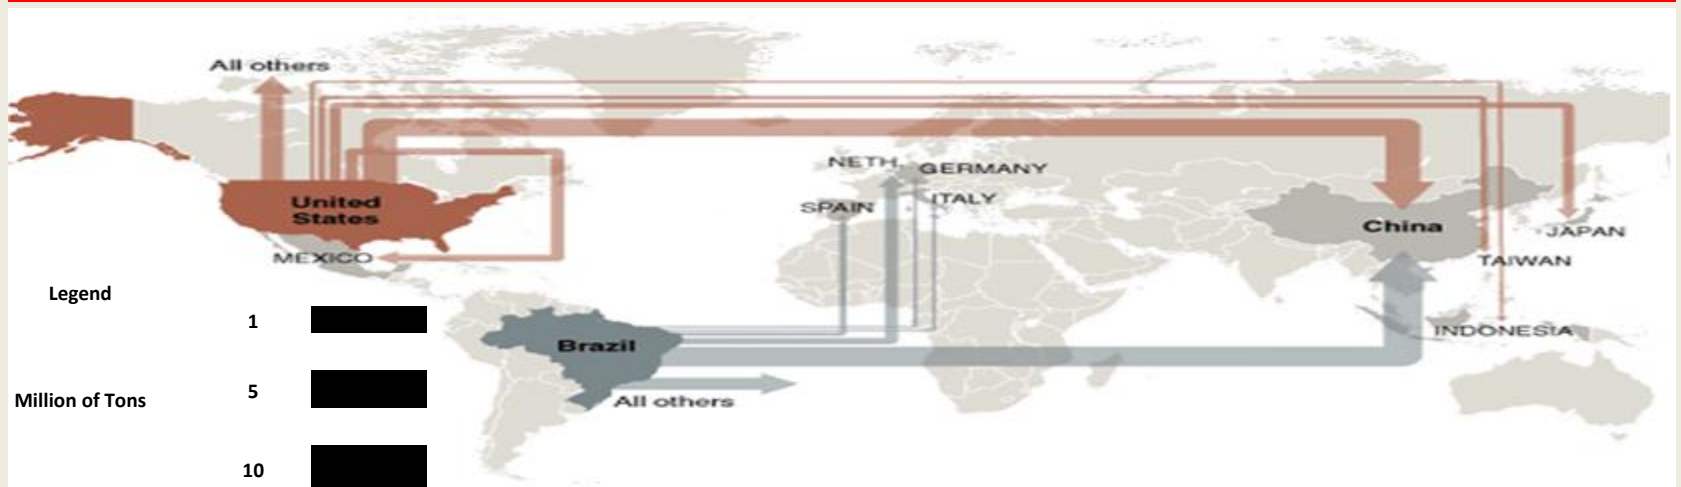 All others
NETH.
GERMANY
ITALY
SPAIN
United
States
China
JAPAN
MEXICO
TAIWAN
Legend
1
INDONESIA
Brazil
5
Million of Tons
All others
10